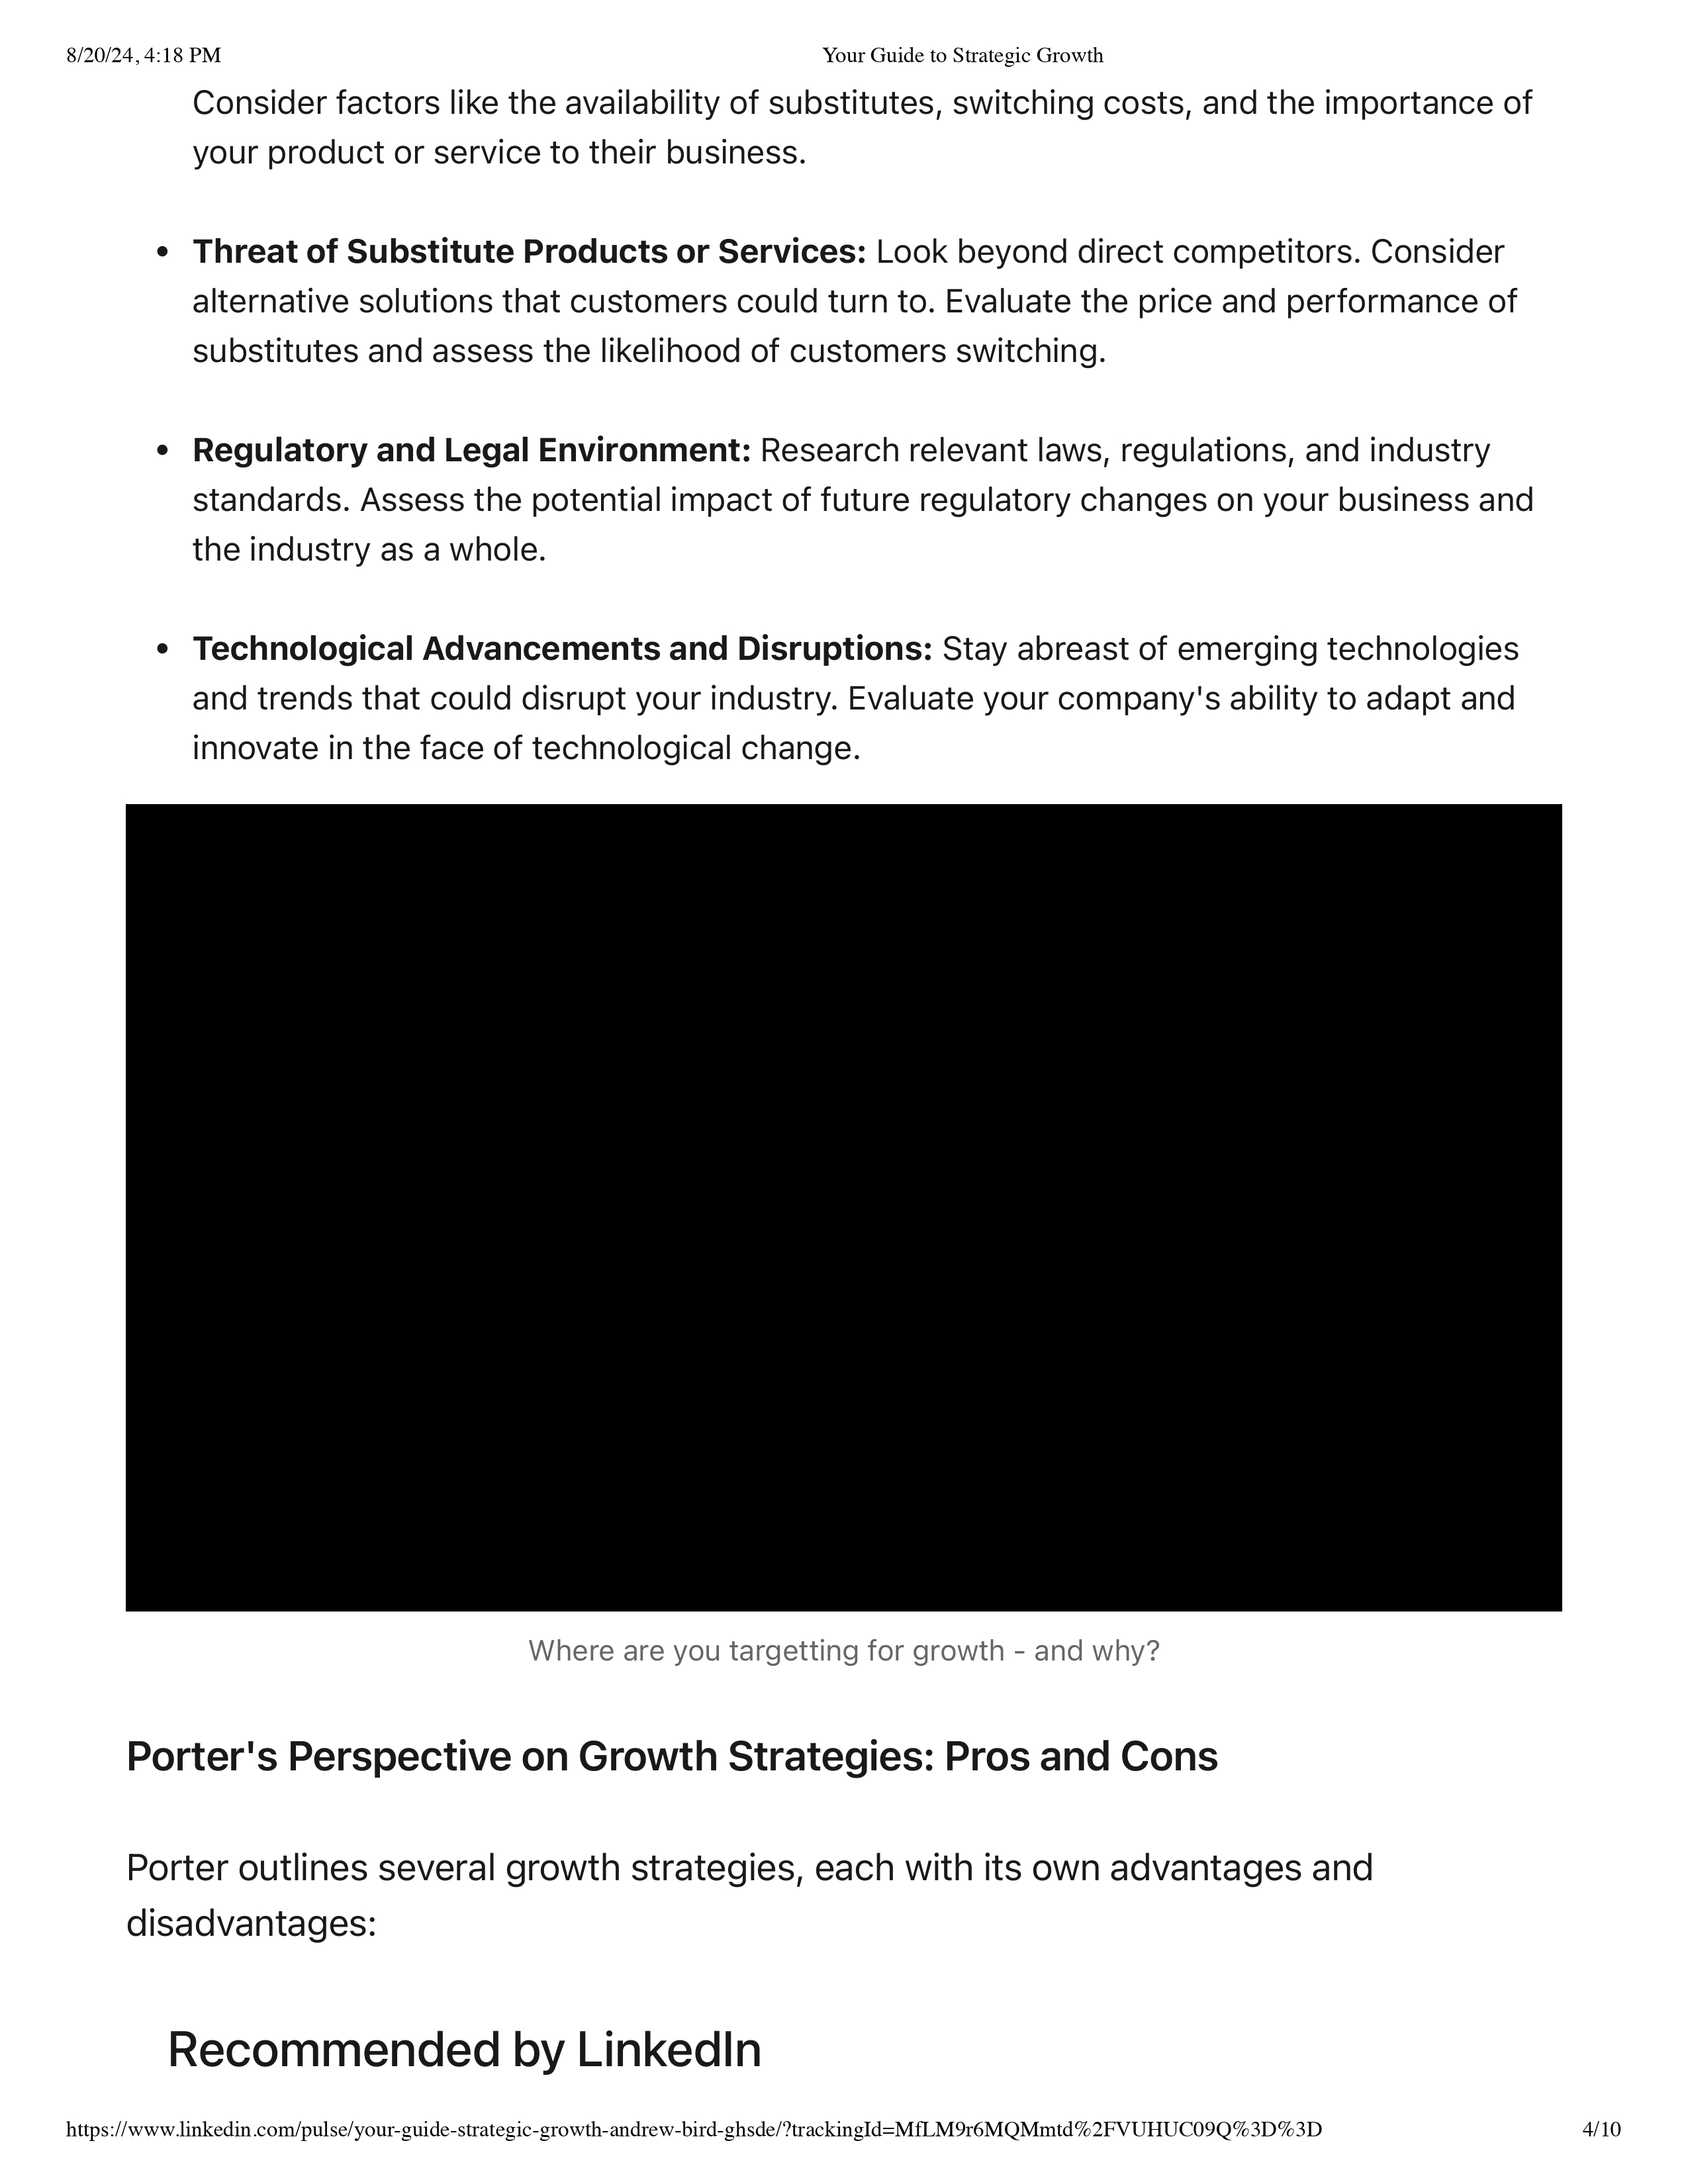 8/20/24, 4:18 PM
Your Guide to Strategic Growth
Consider factors like the availability of substitutes, switching costs, and the importance of
your product or service to their business.
• Threat of Substitute Products or Services: Look beyond direct competitors. Consider
alternative solutions that customers could turn to. Evaluate the price and performance of
substitutes and assess the likelihood of customers switching.
• Regulatory and Legal Environment: Research relevant laws, regulations, and industry
standards. Assess the potential impact of future regulatory changes on your business and
the industry as a whole.
• Technological Advancements and Disruptions: Stay abreast of emerging technologies
and trends that could disrupt your industry. Evaluate your company's ability to adapt and
innovate in the face of technological change.
Where are you targetting for growth - and why?
Porter's Perspective on Growth Strategies: Pros and Cons
Porter outlines several growth strategies, each with its own advantages and
disadvantages:
Recommended by LinkedIn
https://www.linkedin.com/pulse/your-guide-strategic-growth-andrew-bird-ghsde/?trackingId=MfLM9r6MQMmtd%2FVUHUC09Q%3D%3D
4/10